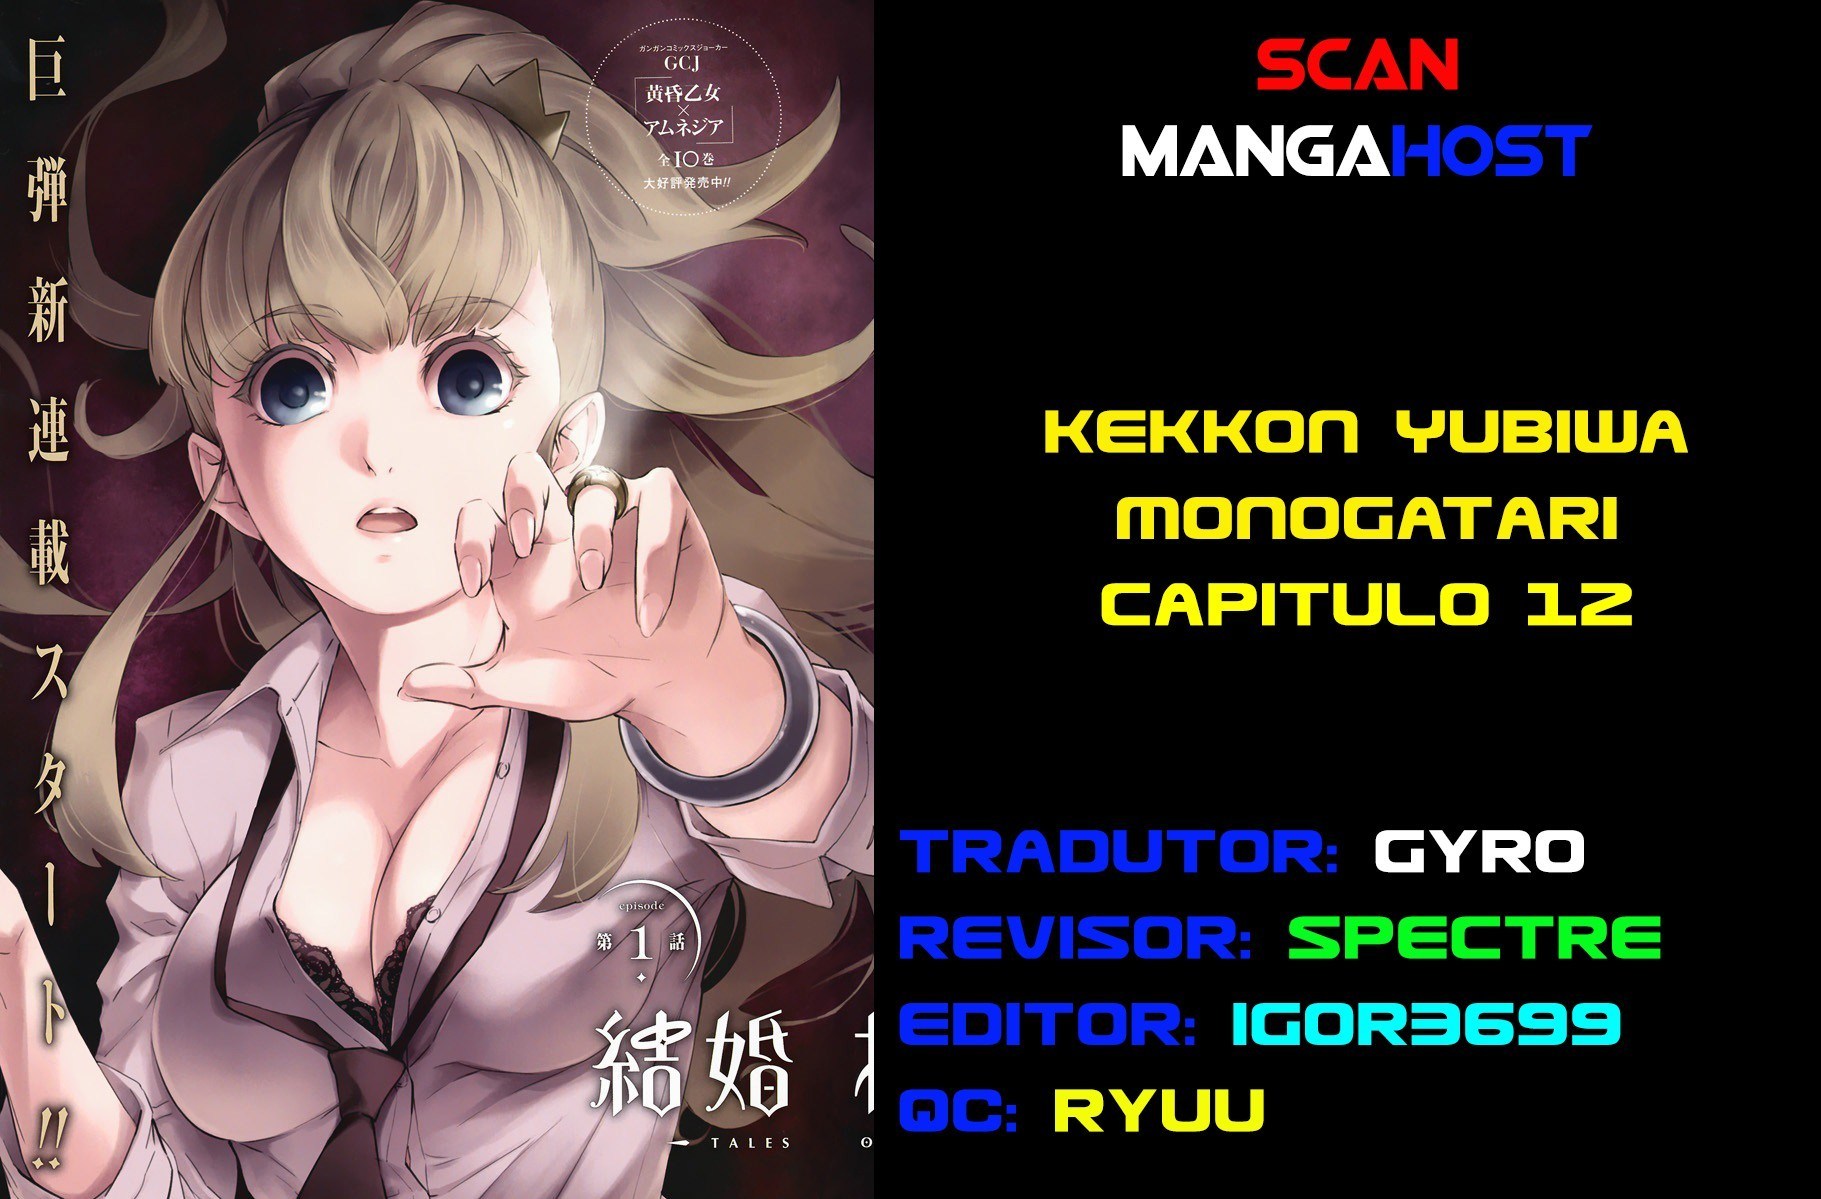 巨弾新連載スタート!!
ガンガンコミックスジョーカー
GCJ
「黄昏乙女
×
アムネジア」
全10巻
大好評発売中!!
episode
第1話
結婚
TALES O
SCAN
MANGAHOST
KEKKON YUBIWA
MONOGATARI
CAPITULO 12
TRADUTOR: GYRO
REVISOR: SPECTRE
EDITOR: IGOR3699
QC: RYUU